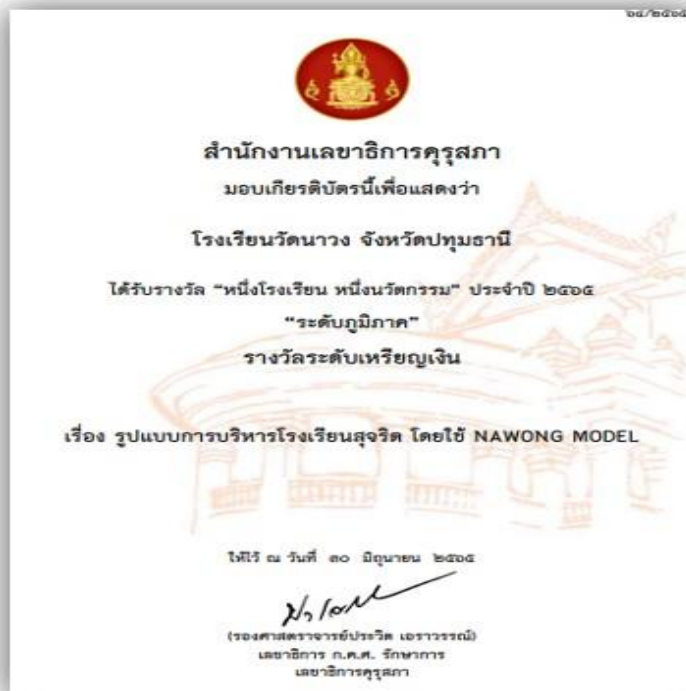 ๖๔/๒๕๖๕
สำนักงานเลขาธิการคุรุสภา
มอบเกียรติบัตรนี้เพื่อแสดงว่า
โรงเรียนวัดนาวง จังหวัดปทุมธานี
ได้รับรางวัล “หนึ่งโรงเรียน หนึ่งนวัตกรรม” ประจำปี ๒๕๖๕
“ระดับภูมิภาค”
รางวัลระดับเหรียญเงิน
เรื่อง รูปแบบการบริหารโรงเรียนสุจริต โดยใช้ NAWONG MODEL
ให้ไว้ ณ วันที่ ๓๐ มิถุนายน ๒๕๖๕
(รองศาสตราจารย์ประวิต เอราวรรณ์)
เลขาธิการ ก.ค.ศ. รักษาการ
เลขาธิการคุรุสภา